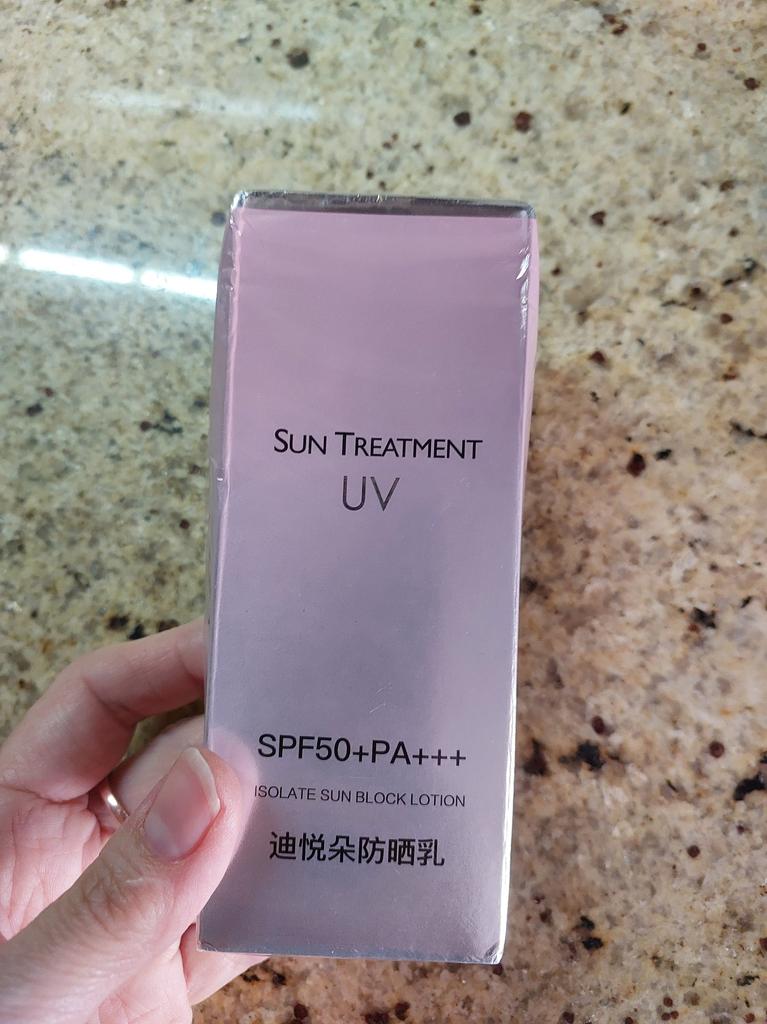 SUN TREATMENT
UV
SPF50+PA+++
ISOLATE SUN BLOCK LOTION
迪悦朵防晒乳